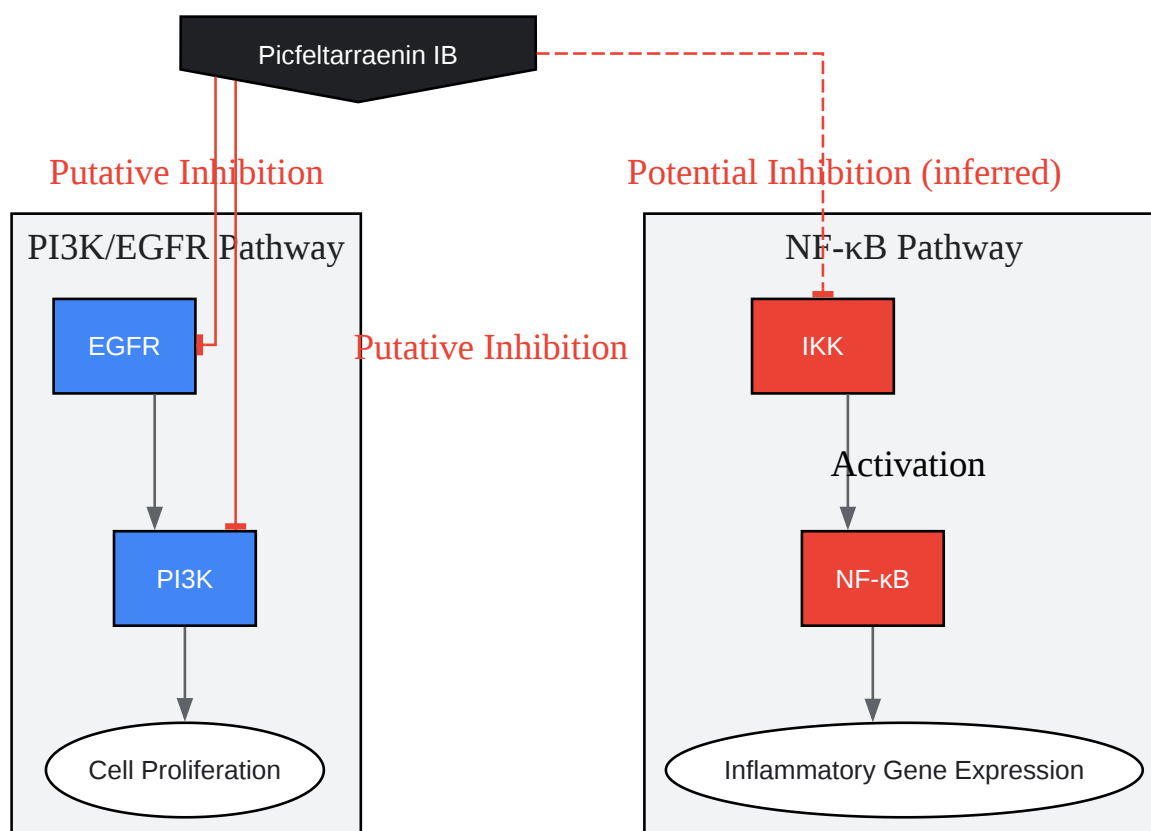 Picfeltarraenin IB
Putative Inhibition
Potential Inhibition (inferred)
PI3K/EGFR Pathway
NF-κB Pathway
EGFR
Putative Inhibition
IKK
Activation
PI3K
NF-κB
Cell Proliferation
Inflammatory Gene Expression